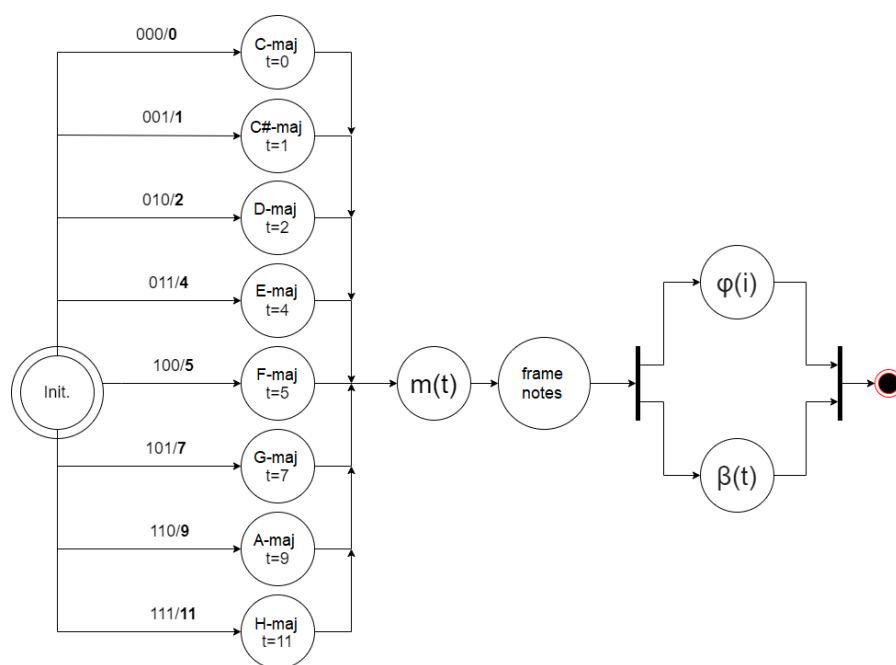 000/0
C-maj
t=0
001/1
C#-maj
t=1
010/2
D-maj
t=2
011/4
E-maj
t=4
100/5
F-maj
t=5
101/7
G-maj
t=7
110/9
A-maj
t=9
111/11
H-maj
t=11
Init.
m(t)
frame
notes
φ(i)
β(t)